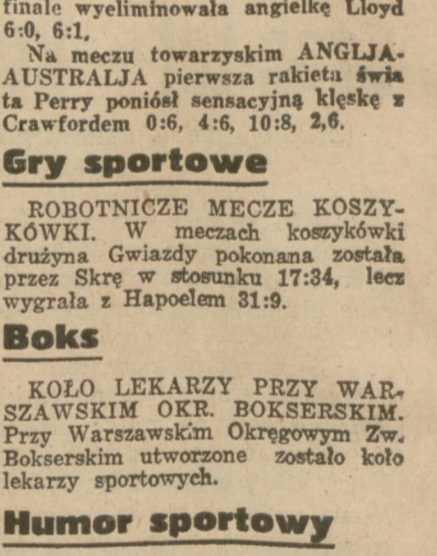 finale wyeliminowała angielkę Lloyd
6:0, 6:1.
Na meczu towarzyskim ANGLJA-
AUSTRALJA pierwsza rakieta świa
ta Perry poniósł sensacyjną klęskę z
Crawfordem 0:6, 4:6, 10:8, 2,6.
Gry sportowe
ROBOTNICZE MECZE KOSZY-
KÓWKI. W meczach koszykówki
drużyna Gwiazdy pokonana została
przez Skrę w stosunku 17:34, lecz
wygrała z Hapoelem 31:9.
Boks
KOŁO LEKARZY PRZY WAR-
SZAWSKIM OKR. BOKSERSKIM.
Przy Warszawskim Okręgowym Zw.
Bokserskim utworzone zostało koło
lekarzy sportowych.
Humor sportowy